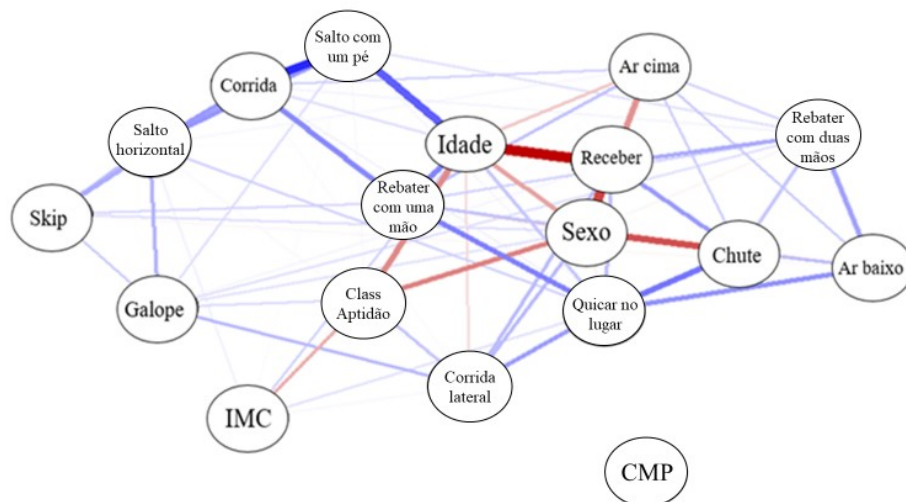 Salto com
um pé
Corrida
Ar cima
Rebater
com duas
mãos
Salto
horizontal
Idade
Receber
Rebater
com uma
mão
Skip
Sexo
Chute
Ar baixo
Galope
Class
Aptidão
Quicar no
lugar
Corrida
lateral
IMC
CMP